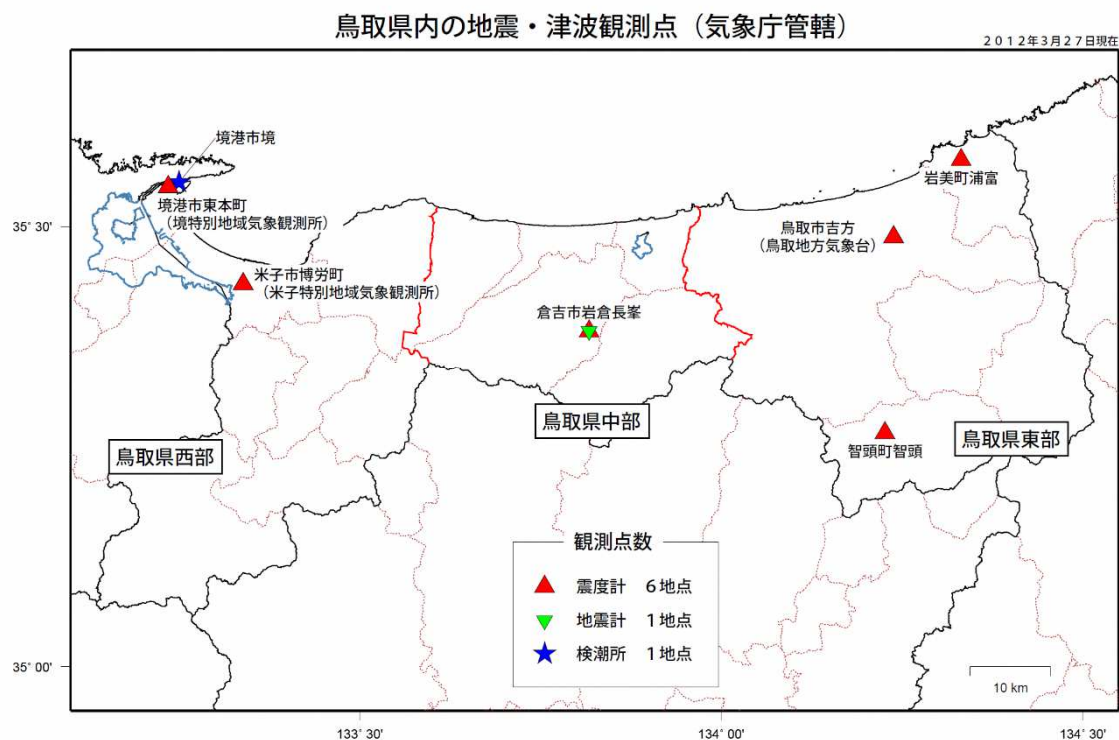 鳥取県内の地震・津波観測点（気象庁管轄）
２０１２年３月２７日現在
境港市境
境港市東本町
（境特別地域気象観測所）
米子市博労町
（米子特別地域気象観測所）
岩美町浦富
鳥取市吉方
（鳥取地方気象台）
倉吉市岩倉長峯
智頭町智頭
鳥取県西部
鳥取県中部
鳥取県東部
観測点数
震度計　６地点
地震計　１地点
検潮所　１地点
10 km
35° 30'
35° 00'
133° 30'
134° 00'
134° 30'